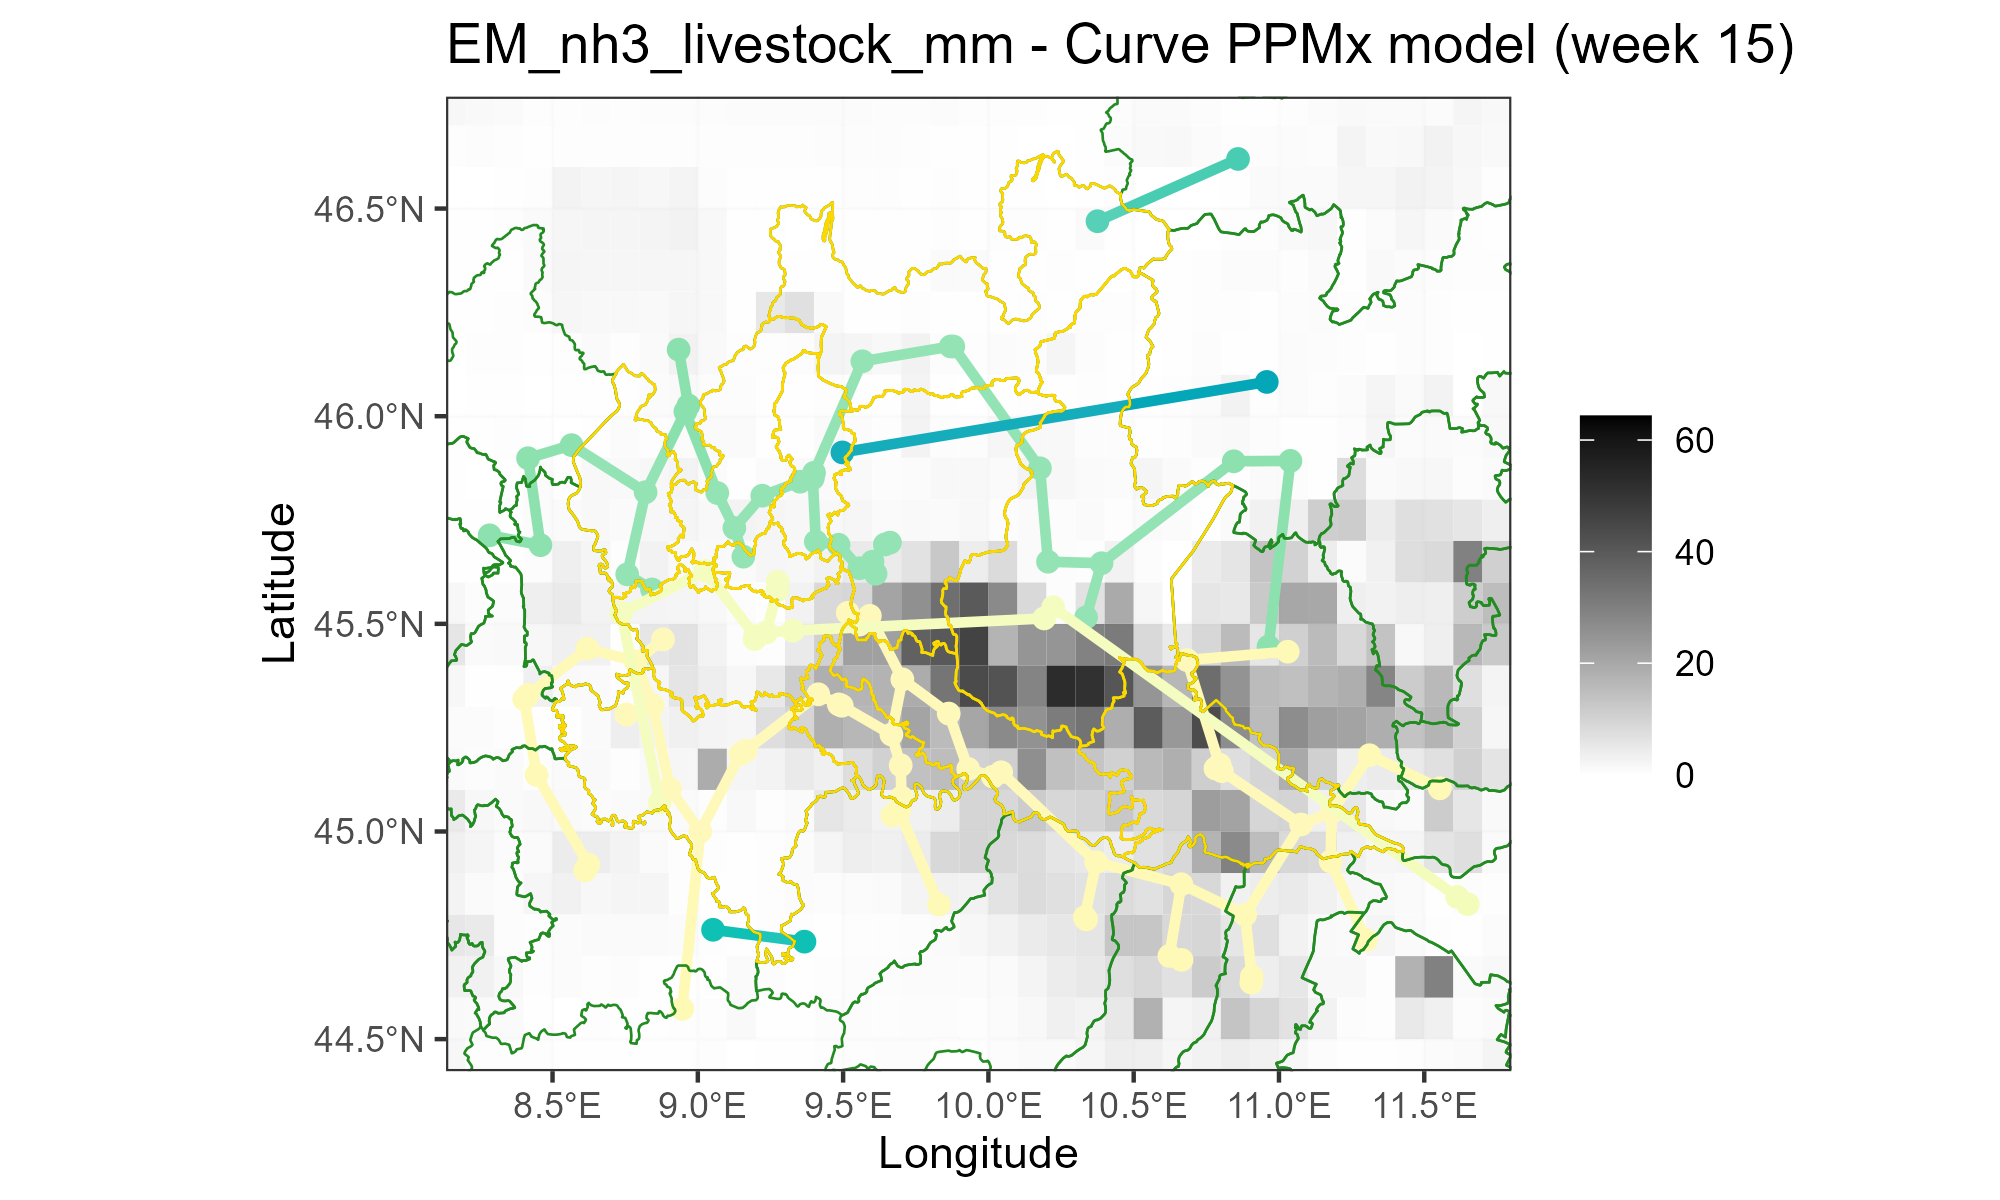 EM_nh3_livestock_mm - Curve PPMx model (week 15)
46.5°N
46.0°N
45.5°N
45.0°N
44.5°N
Latitude
8.5°E 9.0°E 9.5°E 10.0°E 10.5°E 11.0°E 11.5°E
Longitude
60
40
20
0